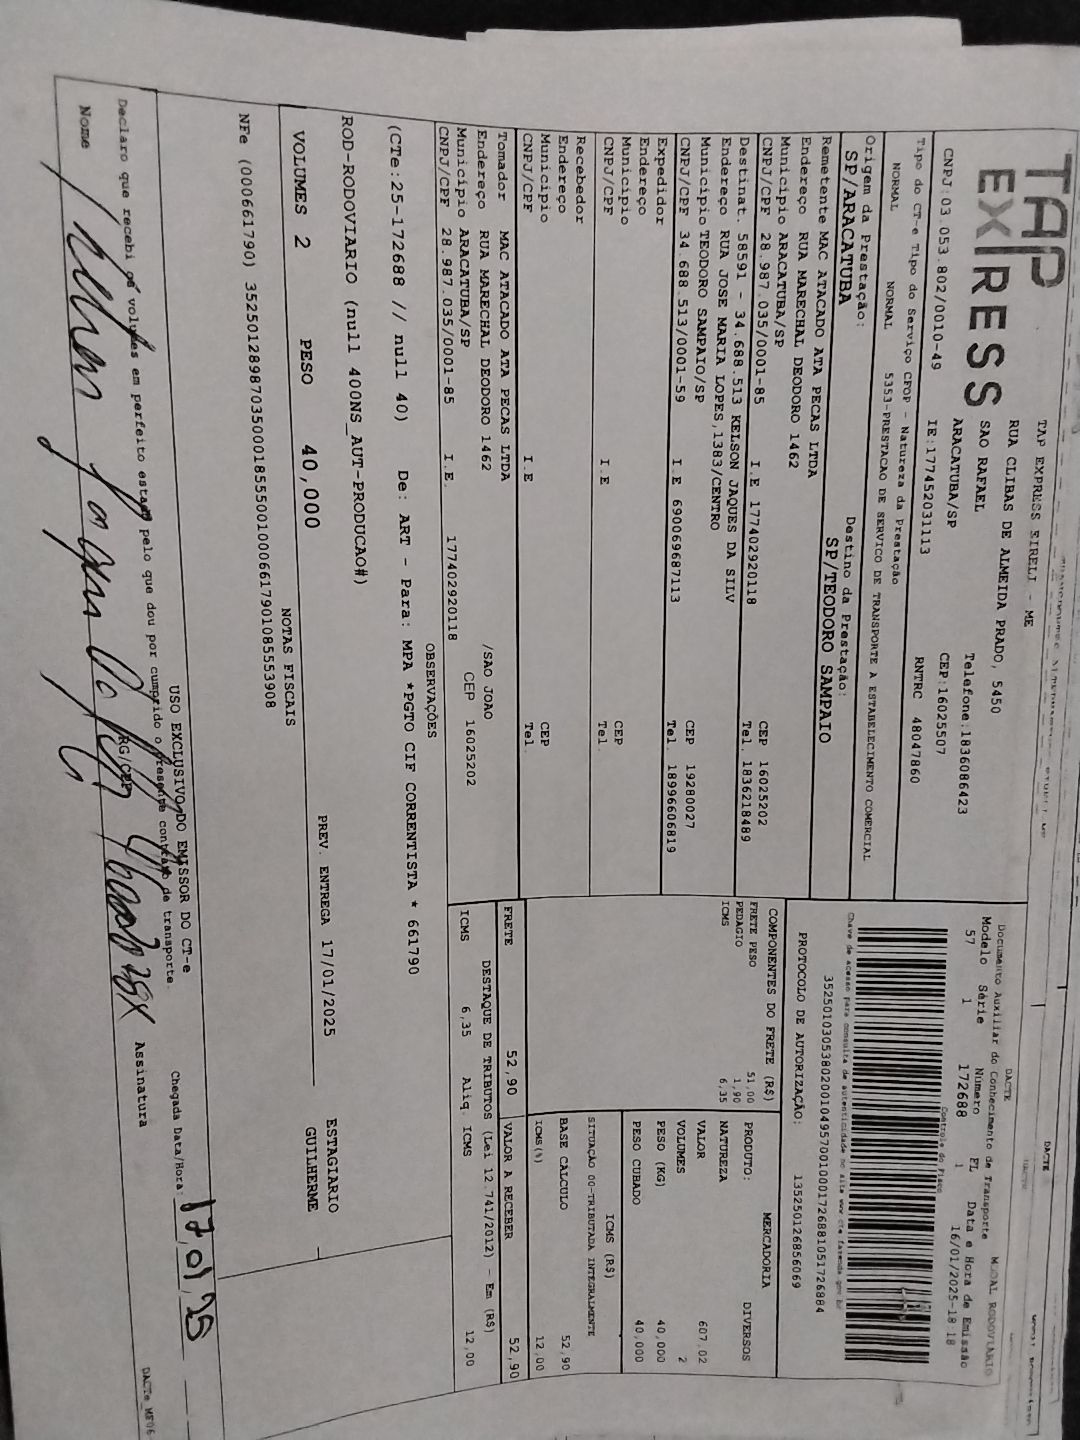 TAP
EXPRESS
TAP EXPRESS EIRELI - ME
RUA CLIBAS DE ALMEIDA PRADO, 5450
SAO RAFAEL
Telefone:1836086423
ARACATUBA/SP
CEP:16025507
CNPJ:03.053.802/0010-49
IE:177452031113
RNTRC 48047860
DACTE
Documento Auxiliar do Conhecimento de Transporte
Modelo Série Número FL Data e Hora de Emissão
57 1 172688 1 16/01/2025-18:18
Controle do Fisco
Tipo do CT-e Tipo do Serviço CFOP - Natureza da Prestação
NORMAL NORMAL 5353-PRESTACAO DE SERVICO DE TRANSPORTE A ESTABELECIMENTO COMERCIAL
Chave de acesso para consulta de autenticidade no site www.cte.fazenda.gov.br
35250103053802001049570010001726881051726884
PROTOCOLO DE AUTORIZAÇÃO: 135250126856069
Origem da Prestação:
SP/ARACATUBA
Destino da Prestação:
SP/TEODORO SAMPAIO
Remetente MAC ATACADO ATA PECAS LTDA
Endereço RUA MARECHAL DEODORO 1462
Município ARACATUBA/SP CEP 16025202
CNPJ/CPF 28.987.035/0001-85 I.E 177402920118 Tel. 1836218489
Destinat. 58591 - 34.688.513 KELSON JAQUES DA SILV
Endereço RUA JOSE MARIA LOPES,1383/CENTRO
Município TEODORO SAMPAIO/SP CEP 19280027
CNPJ/CPF 34.688.513/0001-59 I.E 690069687113 Tel. 18996606819
Expedidor
Endereço
Município CEP
CNPJ/CPF I.E Tel.
Recebedor
Endereço
Município CEP
CNPJ/CPF I.E Tel
Tomador MAC ATACADO ATA PECAS LTDA
Endereço RUA MARECHAL DEODORO 1462 /SAO JOAO
Município ARACATUBA/SP CEP 16025202
CNPJ/CPF 28.987.035/0001-85 I.E. 177402920118
COMPONENTES DO FRETE (R$)
FRETE PESO 51,00
PEDAGIO 1,90
ICMS 6,35
MERCADORIA
PRODUTO: DIVERSOS
NATUREZA
VALOR 607,02
VOLUMES 2
PESO (KG) 40,000
PESO CUBADO 40,000
ICMS (R$)
SITUAÇÃO 00-TRIBUTADA INTEGRALMENTE
BASE CÁLCULO 52,90
ICMS(%) 12,00
FRETE 52,90 VALOR A RECEBER 52,90
DESTAQUE DE TRIBUTOS (Lei 12.741/2012) - Em (R$)
ICMS 6,35 Aliq. ICMS 12,00
OBSERVAÇÕES
(CTe:25-172688 // null 40) De: ART - Para: MPA *PGTO CIF CORRENTISTA * 661790
ROD-RODOVIARIO (null 400NS_AUT-PRODUCAO#)
VOLUMES 2 PESO 40,000 PREV. ENTREGA 17/01/2025
ESTAGIARIO
GUILHERME
NOTAS FISCAIS
NFe (000661790) 35250128987035000185550010006617901085553908
USO EXCLUSIVO DO EMISSOR DO CT-e
Declaro que recebi os volumes em perfeito estado pelo que dou por cumprido o presente contrato de transporte.
Chegada Data/Hora: 17/01/25
Nome RG/CPF Assinatura